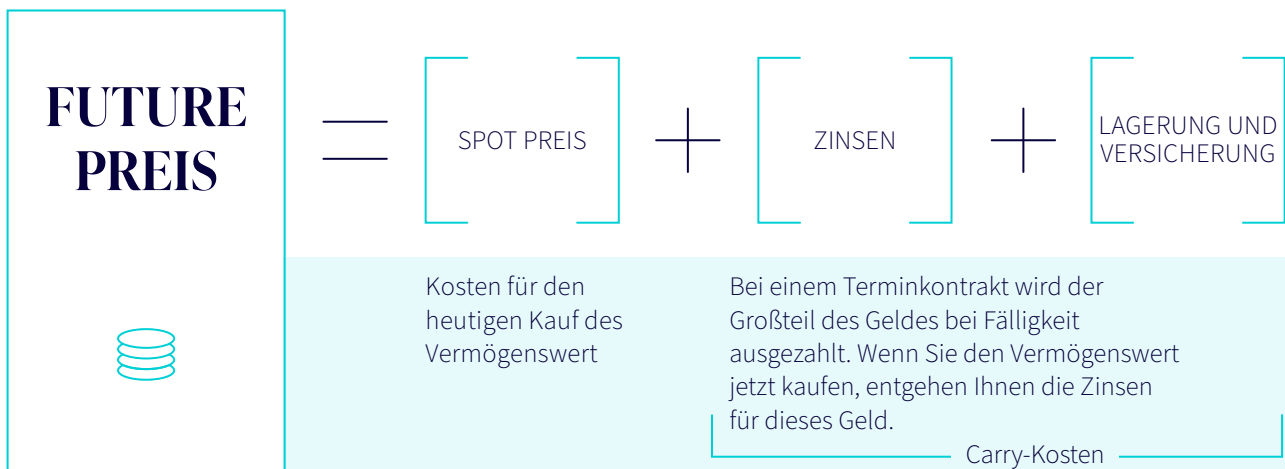 FUTURE
PREIS
=
SPOT PREIS
+
ZINSEN
+
LAGERUNG UND
VERSICHERUNG
Kosten für den
heutigen Kauf des
Vermögenswert
Bei einem Terminkontrakt wird der
Großteil des Geldes bei Fälligkeit
ausgezahlt. Wenn Sie den Vermögenswert
jetzt kaufen, entgehen Ihnen die Zinsen
für dieses Geld.
Carry-Kosten